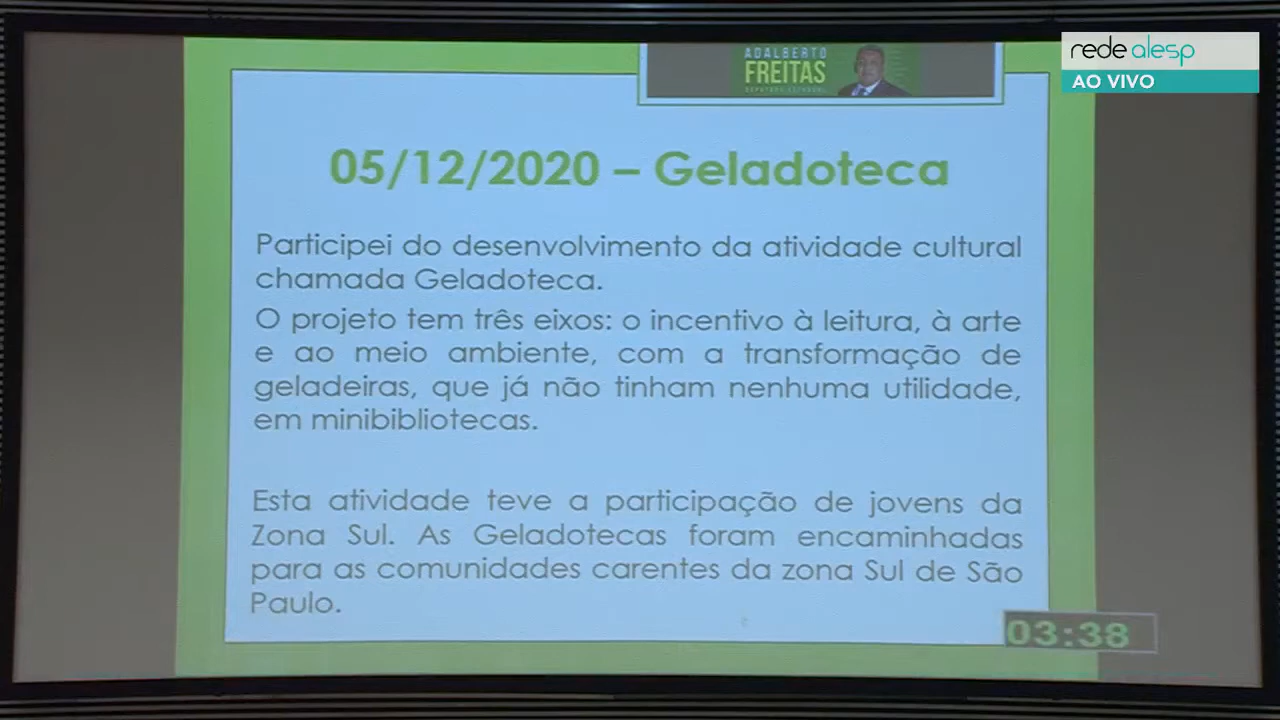 rede alesp
AO VIVO
ADALBERTO
FREITAS
DEPUTADO ESTADUAL
05/12/2020 – Geladoteca
Participei do desenvolvimento da atividade cultural
chamada Geladoteca.
O projeto tem três eixos: o incentivo à leitura, à arte
e ao meio ambiente, com a transformação de
geladeiras, que já não tinham nenhuma utilidade,
em minibibliotecas.
Esta atividade teve a participação de jovens da
Zona Sul. As Geladotecas foram encaminhadas
para as comunidades carentes da zona Sul de São
Paulo.
03:38